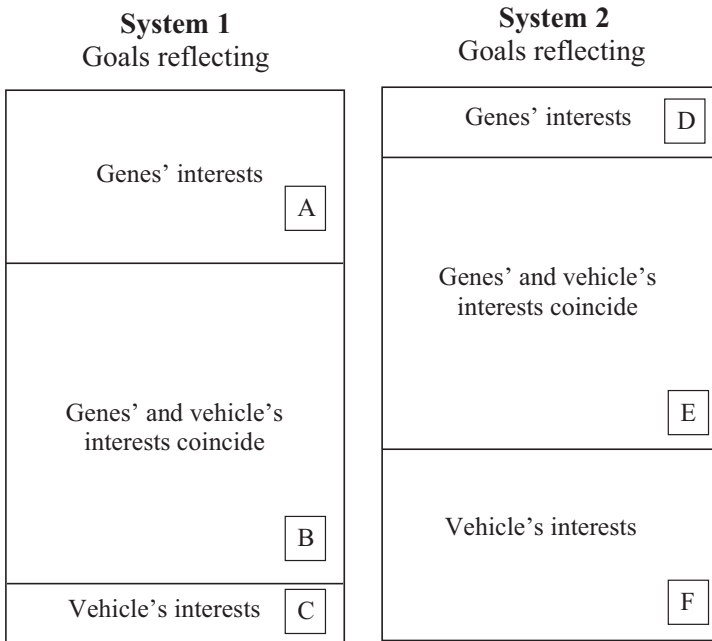 System 1
Goals reflecting
Genes’ interests
A
Genes’ and vehicle’s
interests coincide
B
Vehicle’s interests
C
System 2
Goals reflecting
Genes’ interests
D
Genes’ and vehicle’s
interests coincide
E
Vehicle’s interests
F